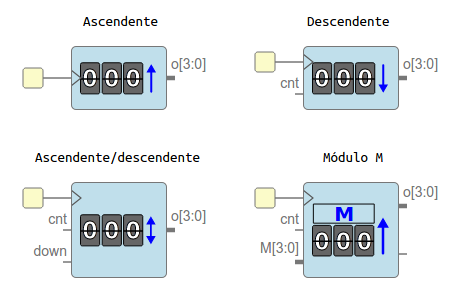 Ascendente
000
o[3:0]
Descendente
cnt
000
o[3:0]
Ascendente/descendente
cnt
down
000
o[3:0]
Módulo M
cnt
M[3:0]
M
000
o[3:0]